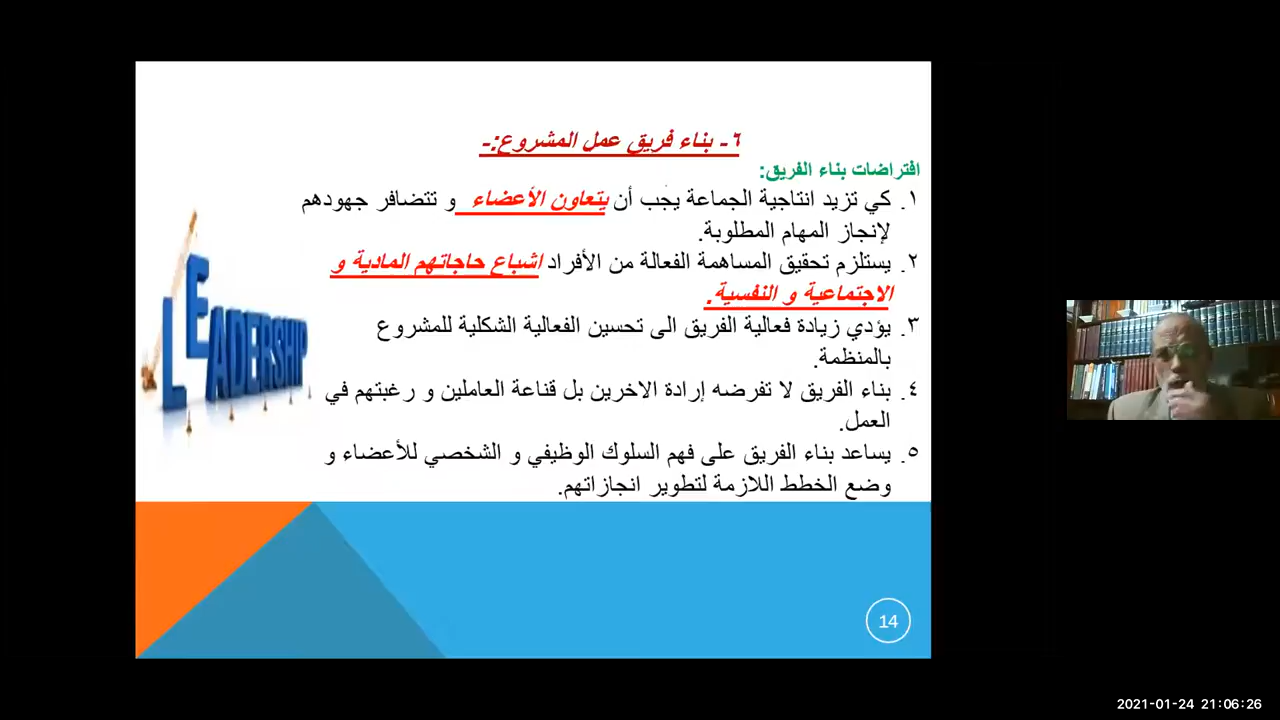 ٦- بناء فريق عمل المشروع:-
افتراضات بناء الفريق:
١. كي تزيد انتاجية الجماعة يجب أن يتعاون الأعضاء و تتضافر جهودهم
لإنجاز المهام المطلوبة.
٢. يستلزم تحقيق المساهمة الفعالة من الأفراد اشباع حاجاتهم المادية و
الاجتماعية و النفسية.
٣. يؤدي زيادة فعالية الفريق الى تحسين الفعالية الشكلية للمشروع
بالمنظمة.
٤. بناء الفريق لا تفرضه إرادة الاخرين بل قناعة العاملين و رغبتهم في
العمل.
٥. يساعد بناء الفريق على فهم السلوك الوظيفي و الشخصي للأعضاء و
وضع الخطط اللازمة لتطوير انجازاتهم.
LEADERSHIP
14
2021-01-24 21:06:26